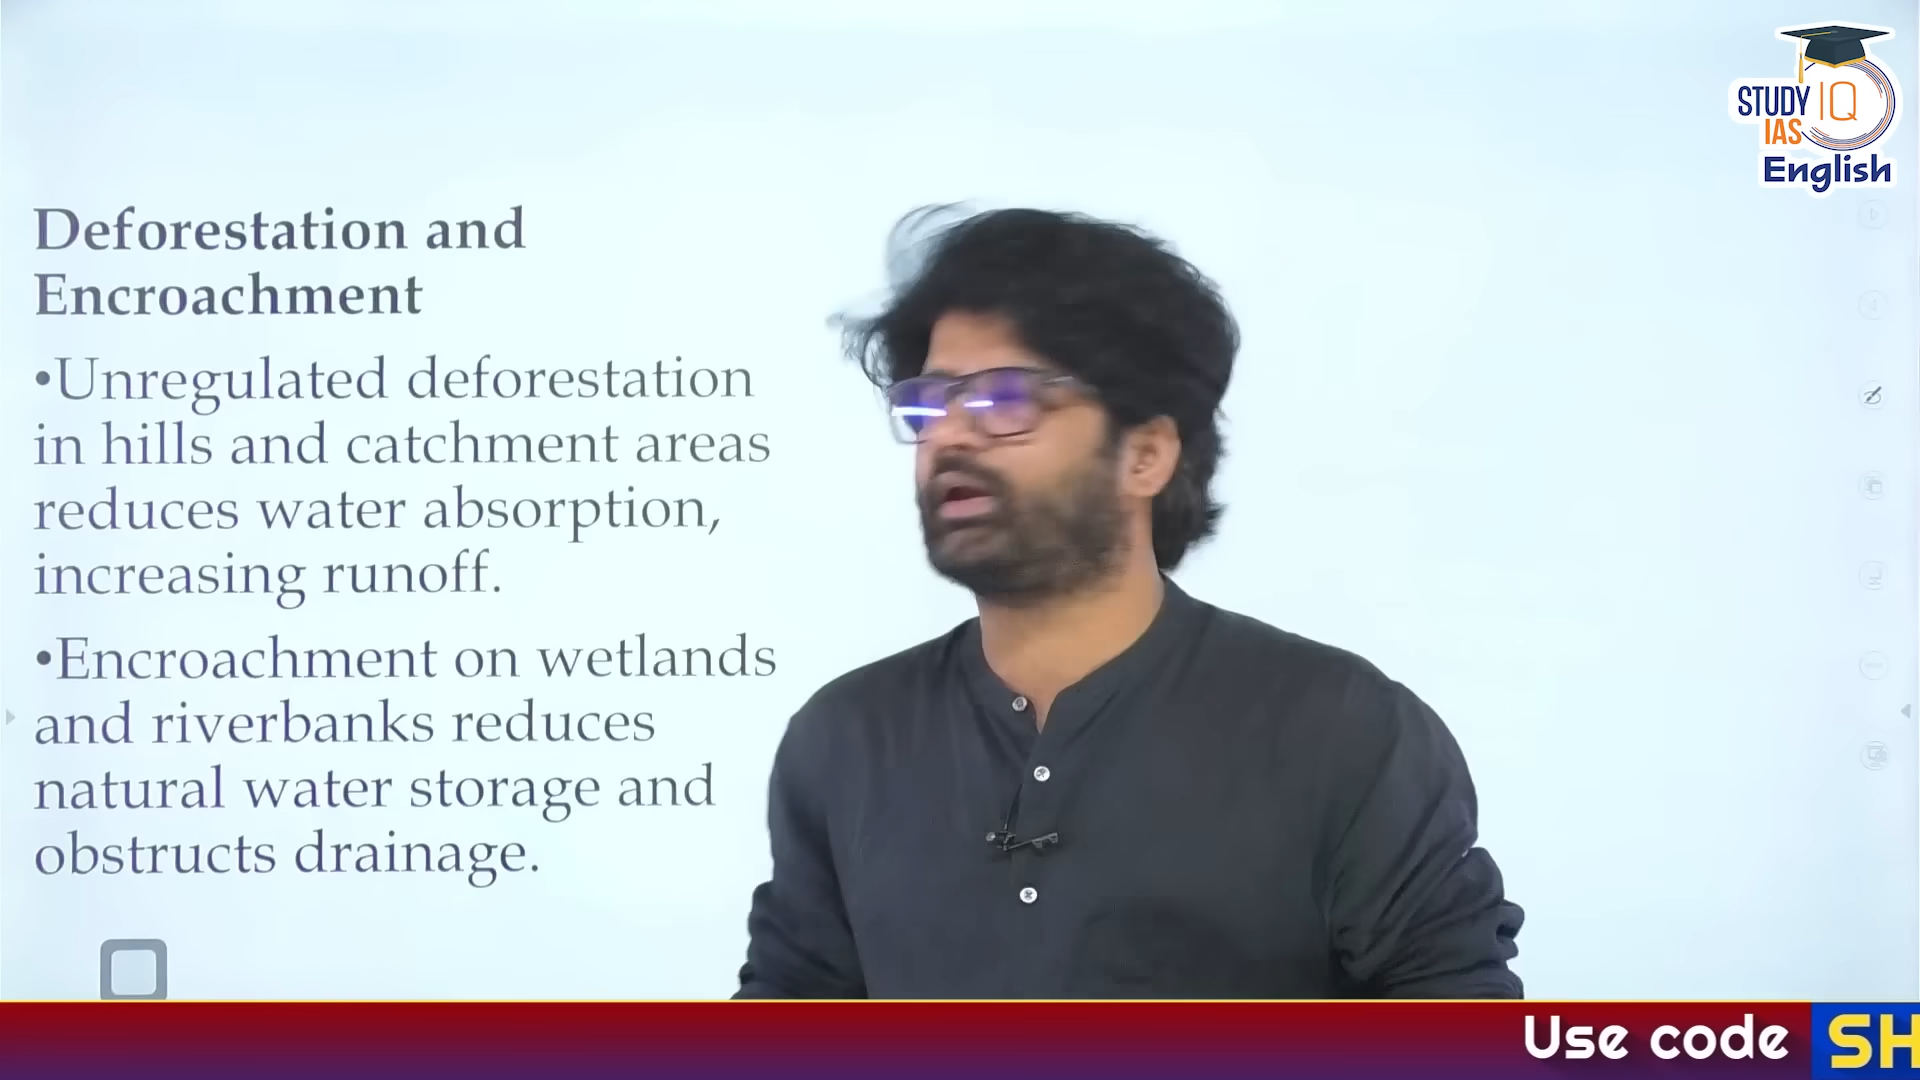 STUDY IQ
IAS
English
Deforestation and
Encroachment
•Unregulated deforestation
in hills and catchment areas
reduces water absorption,
increasing runoff.
•Encroachment on wetlands
and riverbanks reduces
natural water storage and
obstructs drainage.
Use code SH